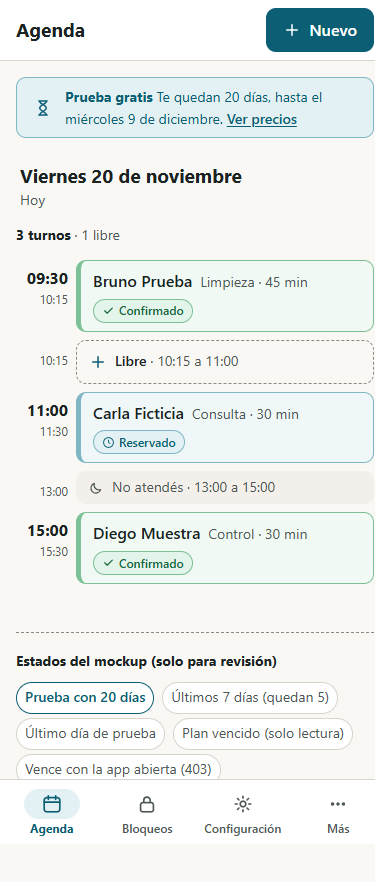 Agenda
Nuevo
Prueba gratis Te quedan 20 días, hasta el
miércoles 9 de diciembre. Ver precios
Viernes 20 de noviembre
Hoy
3 turnos · 1 libre
09:30
10:15
Bruno Prueba Limpieza · 45 min
Confirmado
10:15
Libre · 10:15 a 11:00
11:00
11:30
Carla Ficticia Consulta · 30 min
Reservado
13:00
No atendés · 13:00 a 15:00
15:00
15:30
Diego Muestra Control · 30 min
Confirmado
Estados del mockup (solo para revisión)
Prueba con 20 días
Últimos 7 días (quedan 5)
Último día de prueba
Plan vencido (solo lectura)
Vence con la app abierta (403)
Agenda
Bloqueos
Configuración
Más